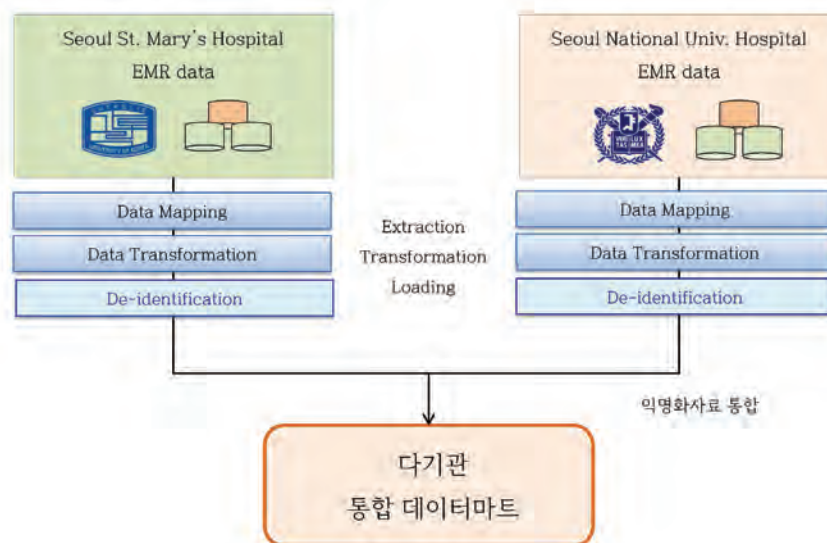 Seoul St. Mary's Hospital
EMR data
Data Mapping
Data Transformation
De-identification
Extraction
Transformation
Loading
Seoul National Univ. Hospital
EMR data
Data Mapping
Data Transformation
De-identification
익명화사료 통합
다기관
통합 데이터마트